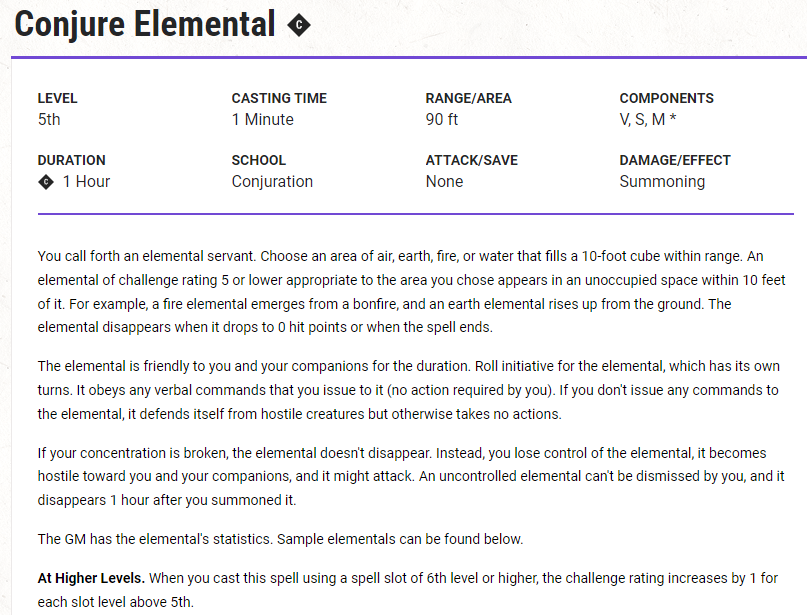 Conjure Elemental C
LEVEL
5th
CASTING TIME
1 Minute
RANGE/AREA
90 ft
COMPONENTS
V, S, M *
DURATION
C 1 Hour
SCHOOL
Conjuration
ATTACK/SAVE
None
DAMAGE/EFFECT
Summoning
You call forth an elemental servant. Choose an area of air, earth, fire, or water that fills a 10-foot cube within range. An
elemental of challenge rating 5 or lower appropriate to the area you chose appears in an unoccupied space within 10 feet
of it. For example, a fire elemental emerges from a bonfire, and an earth elemental rises up from the ground. The
elemental disappears when it drops to 0 hit points or when the spell ends.
The elemental is friendly to you and your companions for the duration. Roll initiative for the elemental, which has its own
turns. It obeys any verbal commands that you issue to it (no action required by you). If you don't issue any commands to
the elemental, it defends itself from hostile creatures but otherwise takes no actions.
If your concentration is broken, the elemental doesn't disappear. Instead, you lose control of the elemental, it becomes
hostile toward you and your companions, and it might attack. An uncontrolled elemental can't be dismissed by you, and it
disappears 1 hour after you summoned it.
The GM has the elemental's statistics. Sample elementals can be found below.
At Higher Levels. When you cast this spell using a spell slot of 6th level or higher, the challenge rating increases by 1 for
each slot level above 5th.